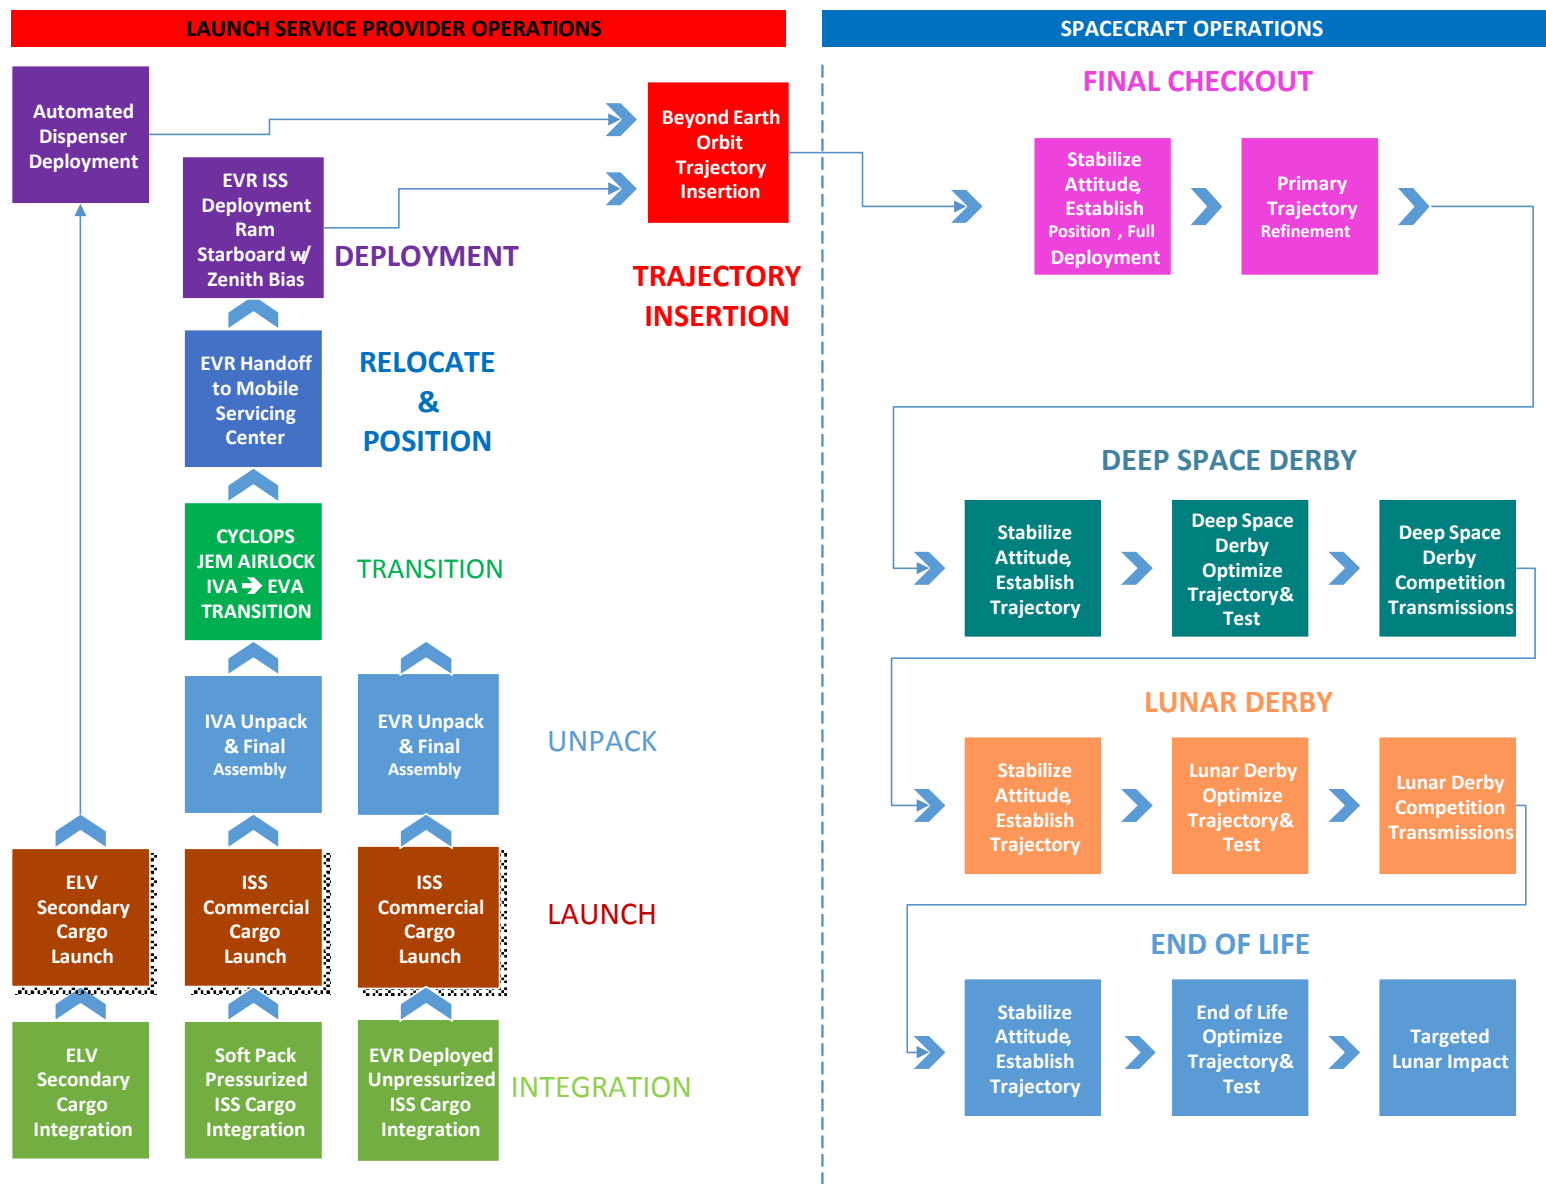 LAUNCH SERVICE PROVIDER OPERATIONS
SPACECRAFT OPERATIONS
Automated
Dispenser
Deployment
EVR ISS
Deployment
Ram
Starboard w/
Zenith Bias
DEPLOYMENT
Beyond Earth
Orbit
Trajectory
Insertion
TRAJECTORY
INSERTION
EVR Handoff
to Mobile
Servicing
Center
RELOCATE
&
POSITION
CYCLOPS
JEM AIRLOCK
IVA ➔ EVA
TRANSITION
TRANSITION
IVA Unpack
& Final
Assembly
EVR Unpack
& Final
Assembly
UNPACK
ELV
Secondary
Cargo
Launch
ISS
Commercial
Cargo
Launch
ISS
Commercial
Cargo
Launch
LAUNCH
ELV
Secondary
Cargo
Integration
Soft Pack
Pressurized
ISS Cargo
Integration
EVR Deployed
Unpressurized
ISS Cargo
Integration
INTEGRATION
FINAL CHECKOUT
Stabilize
Attitude,
Establish
Position , Full
Deployment
Primary
Trajectory
Refinement
DEEP SPACE DERBY
Stabilize
Attitude,
Establish
Trajectory
Deep Space
Derby
Optimize
Trajectory&
Test
Deep Space
Derby
Competition
Transmissions
LUNAR DERBY
Stabilize
Attitude,
Establish
Trajectory
Lunar Derby
Optimize
Trajectory&
Test
Lunar Derby
Competition
Transmissions
END OF LIFE
Stabilize
Attitude,
Establish
Trajectory
End of Life
Optimize
Trajectory&
Test
Targeted
Lunar Impact